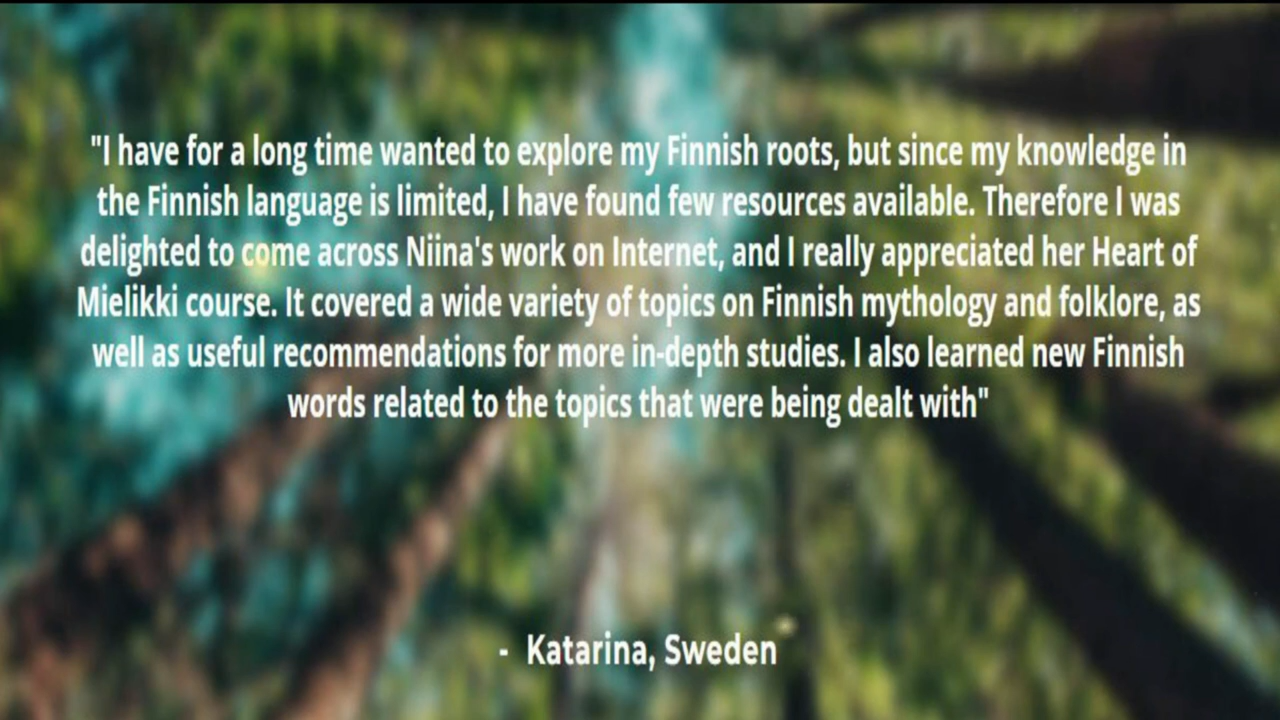 "I have for a long time wanted to explore my Finnish roots, but since my knowledge in
the Finnish language is limited, I have found few resources available. Therefore I was
delighted to come across Niina's work on Internet, and I really appreciated her Heart of
Mielikki course. It covered a wide variety of topics on Finnish mythology and folklore, as
well as useful recommendations for more in-depth studies. I also learned new Finnish
words related to the topics that were being dealt with"
- Katarina, Sweden